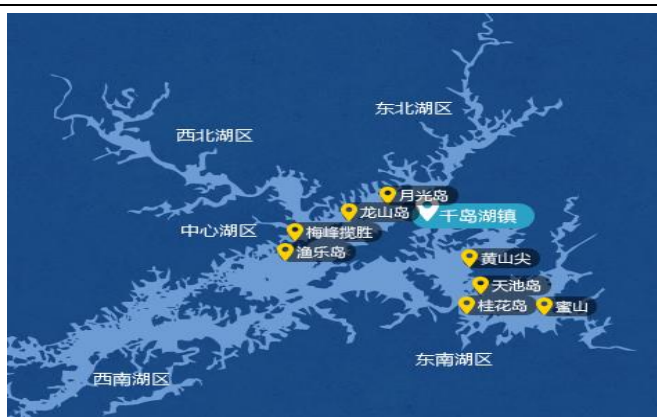 东北湖区
西北湖区
月光岛
龙山岛
千岛湖镇
中心湖区
梅峰揽胜
渔乐岛
黄山尖
天池岛
桂花岛
蜜山
东南湖区
西南湖区